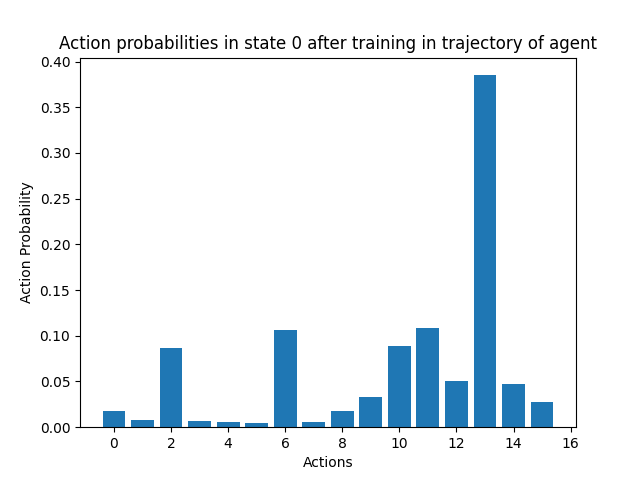 Action probabilities in state 0 after training in trajectory of agent
0.40
0.35
0.30
0.25
0.20
0.15
0.10
0.05
0.00
Action Probability
0 2 4 6 8 10 12 14 16
Actions